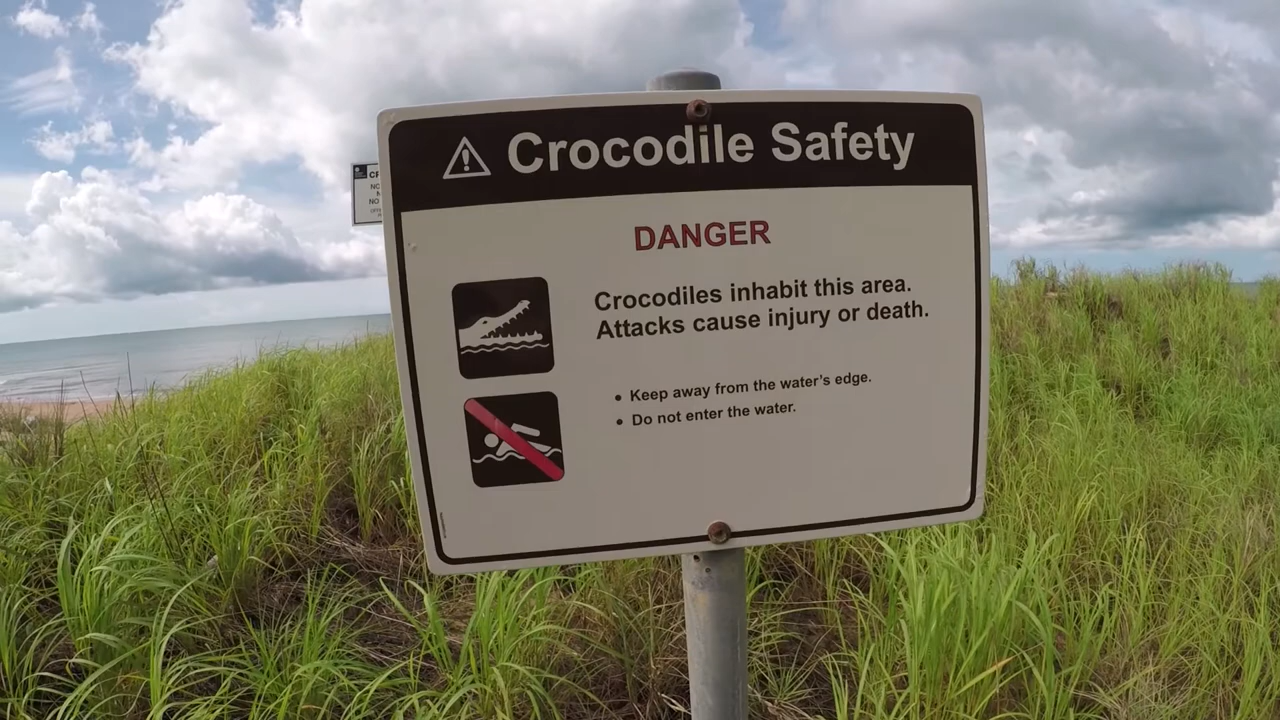 Crocodile Safety
DANGER
Crocodiles inhabit this area.
Attacks cause injury or death.
• Keep away from the water's edge.
• Do not enter the water.
NO